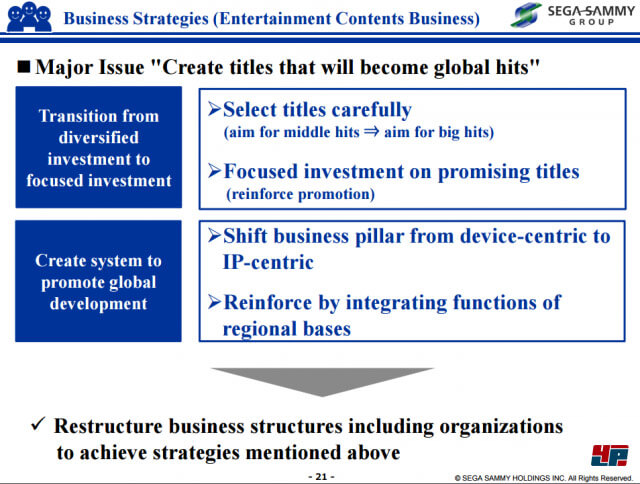 Business Strategies (Entertainment Contents Business)
SEGA SAMMY
GROUP
■ Major Issue "Create titles that will become global hits"
Transition from
diversified
investment to
focused investment
➢Select titles carefully
(aim for middle hits ⇒ aim for big hits)
➢Focused investment on promising titles
(reinforce promotion)
Create system to
promote global
development
➢Shift business pillar from device-centric to
IP-centric
➢Reinforce by integrating functions of
regional bases
✓ Restructure business structures including organizations
to achieve strategies mentioned above
4P
- 21 -
© SEGA SAMMY HOLDINGS INC. All Rights Reserved.